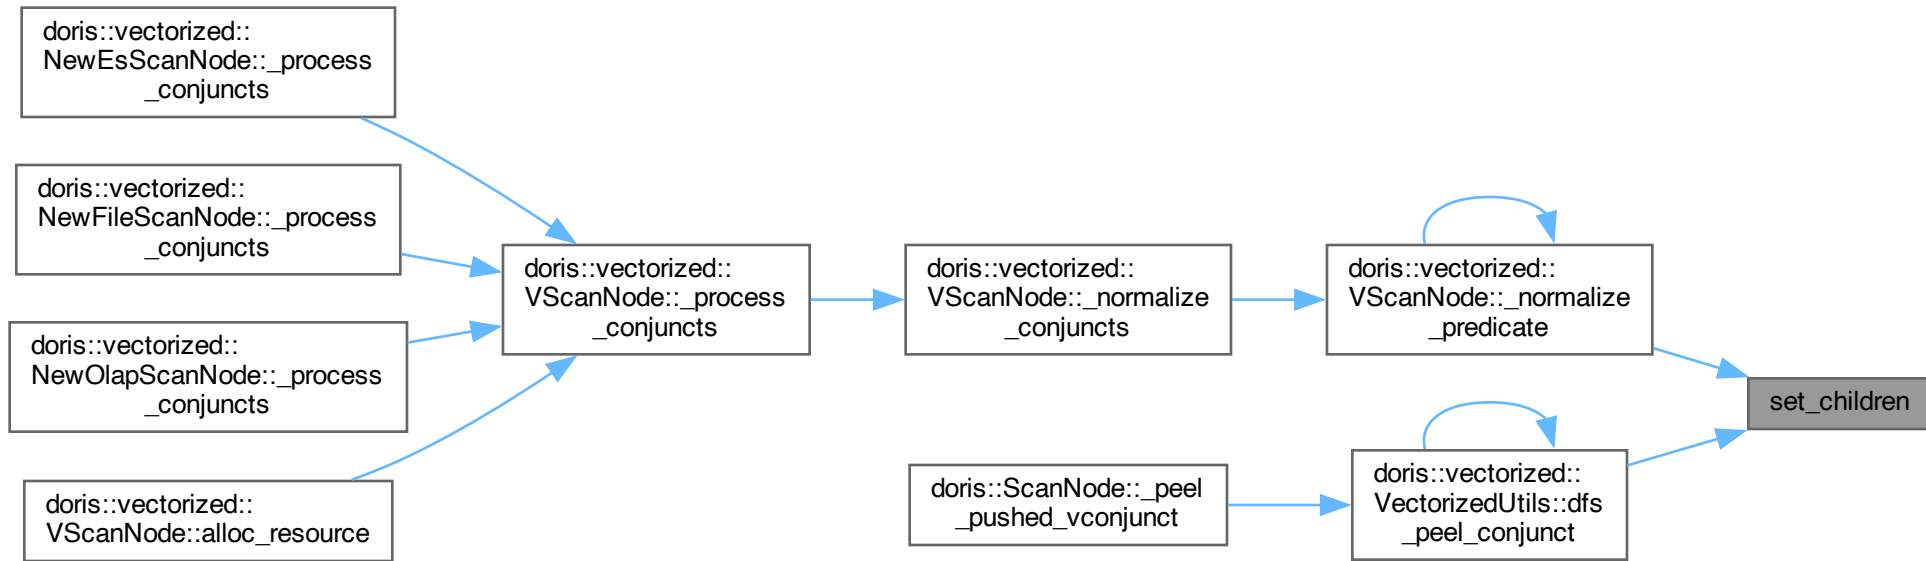 doris::vectorized::
NewEsScanNode::_process
_conjuncts
doris::vectorized::
NewFileScanNode::_process
_conjuncts
doris::vectorized::
NewOlapScanNode::_process
_conjuncts
doris::vectorized::
VScanNode::alloc_resource
doris::vectorized::
VScanNode::_process
_conjuncts
doris::vectorized::
VScanNode::_normalize
_conjuncts
doris::vectorized::
VScanNode::_normalize
_predicate
doris::ScanNode::_peel
_pushed_vconjunct
doris::vectorized::
VectorizedUtils::dfs
_peel_conjunct
set_children